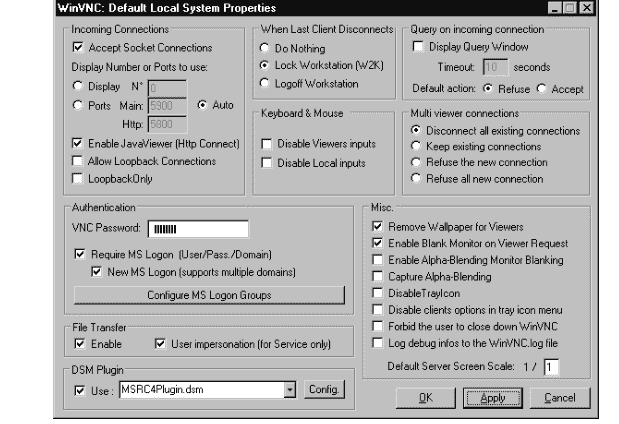 WinVNC: Default Local System Properties
Incoming Connections
Accept Socket Connections
Display Number or Ports to use:
Display N° 0
Ports Main: 5900 Auto
Http: 5800
Enable JavaViewer (Http Connect)
Allow Loopback Connections
LoopbackOnly
When Last Client Disconnects
Do Nothing
Lock Workstation (W2K)
Logoff Workstation
Keyboard & Mouse
Disable Viewers inputs
Disable Local inputs
Query on incoming connection
Display Query Window
Timeout: 10 seconds
Default action: Refuse Accept
Multi viewer connections
Disconnect all existing connections
Keep existing connections
Refuse the new connection
Refuse all new connection
Authentication
VNC Password:
Require MS Logon (User/Pass./Domain)
New MS Logon (supports multiple domains)
Configure MS Logon Groups
File Transfer
Enable User impersonation (for Service only)
DSM Plugin
Use : MSRC4Plugin.dsm Config.
Misc.
Remove Wallpaper for Viewers
Enable Blank Monitor on Viewer Request
Enable Alpha-Blending Monitor Blanking
Capture Alpha-Blending
DisableTrayIcon
Disable clients options in tray icon menu
Forbid the user to close down WinVNC
Log debug infos to the WinVNC.log file
Default Server Screen Scale: 1 / 1
OK Apply Cancel